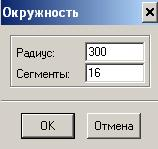 Окружность
Радиус: 300
Сегменты: 16
OK Отмена